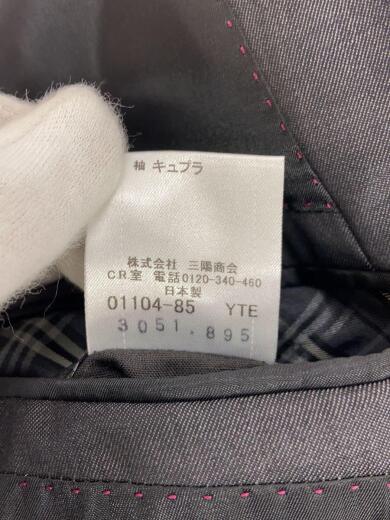 袖 キュプラ
株式会社 三陽商会
CR室 電話0120-340-460
日本製
01104-85 YTE
3051.895